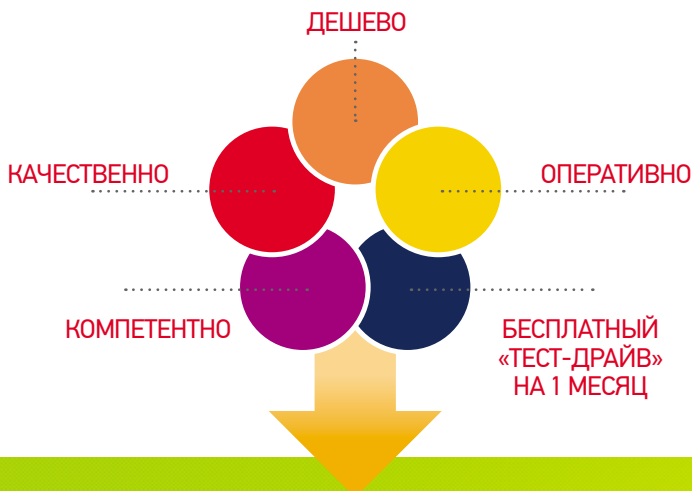 ДЕШЕВО
КАЧЕСТВЕННО
ОПЕРАТИВНО
КОМПЕТЕНТНО
БЕСПЛАТНЫЙ
«ТЕСТ-ДРАЙВ»
НА 1 МЕСЯЦ